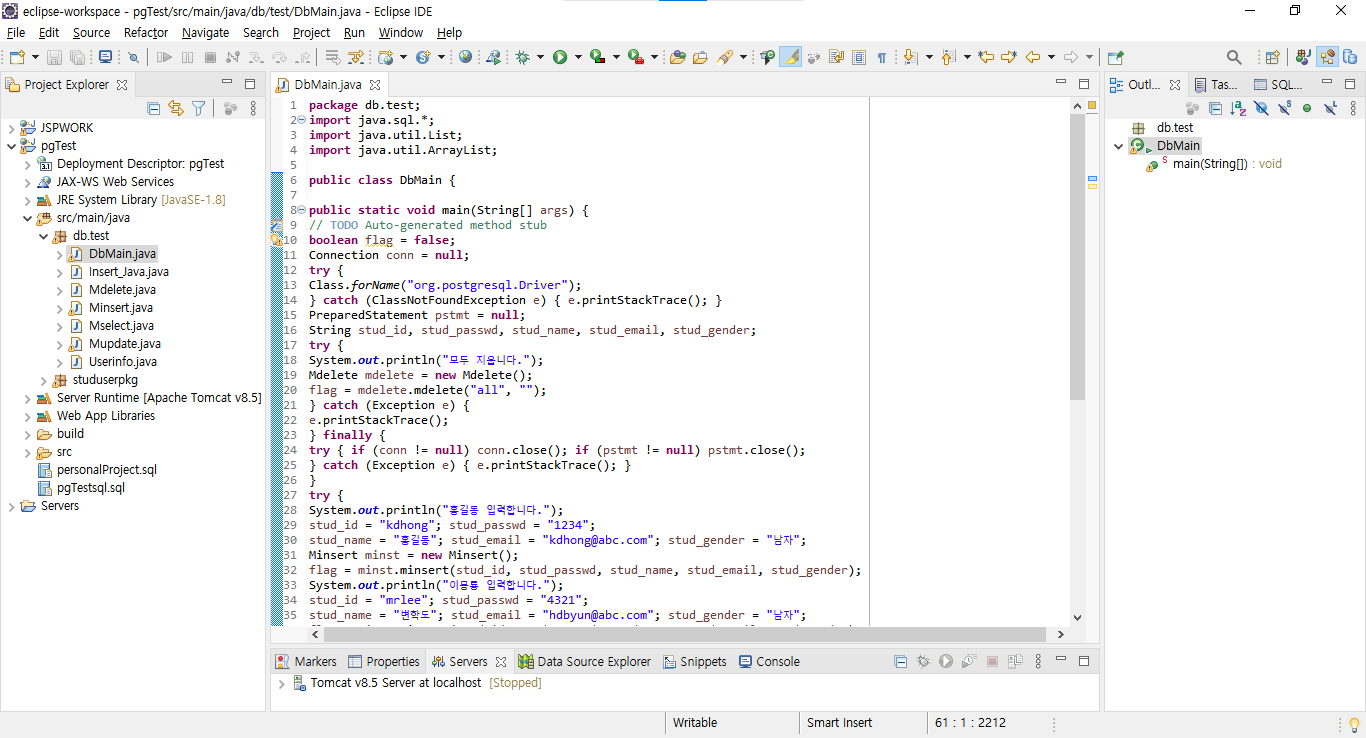 eclipse-workspace - pgTest/src/main/java/db/test/DbMain.java - Eclipse IDE
File Edit Source Refactor Navigate Search Project Run Window Help
Project Explorer
JSPWORK
pgTest
Deployment Descriptor: pgTest
JAX-WS Web Services
JRE System Library [JavaSE-1.8]
src/main/java
db.test
DbMain.java
Insert_Java.java
Mdelete.java
Minsert.java
Mselect.java
Mupdate.java
Userinfo.java
studuserpkg
Server Runtime [Apache Tomcat v8.5]
Web App Libraries
build
src
personalProject.sql
pgTestsql.sql
Servers
DbMain.java
1 package db.test;
2 import java.sql.*;
3 import java.util.List;
4 import java.util.ArrayList;
5
6 public class DbMain {
7
8 public static void main(String[] args) {
9 // TODO Auto-generated method stub
10 boolean flag = false;
11 Connection conn = null;
12 try {
13 Class.forName("org.postgresql.Driver");
14 } catch (ClassNotFoundException e) { e.printStackTrace(); }
15 PreparedStatement pstmt = null;
16 String stud_id, stud_passwd, stud_name, stud_email, stud_gender;
17 try {
18 System.out.println("모두 지웁니다.");
19 Mdelete mdelete = new Mdelete();
20 flag = mdelete.mdelete("all", "");
21 } catch (Exception e) {
22 e.printStackTrace();
23 } finally {
24 try { if (conn != null) conn.close(); if (pstmt != null) pstmt.close();
25 } catch (Exception e) { e.printStackTrace(); }
26 }
27 try {
28 System.out.println("홍길동 입력합니다.");
29 stud_id = "kdhong"; stud_passwd = "1234";
30 stud_name = "홍길동"; stud_email = "kdhong@abc.com"; stud_gender = "남자";
31 Minsert minst = new Minsert();
32 flag = minst.minsert(stud_id, stud_passwd, stud_name, stud_email, stud_gender);
33 System.out.println("이몽룡 입력합니다.");
34 stud_id = "mrlee"; stud_passwd = "4321";
35 stud_name = "변학도"; stud_email = "hdbyun@abc.com"; stud_gender = "남자";
Outl... Tas... SQL...
db.test
DbMain
main(String[]) : void
Markers Properties Servers Data Source Explorer Snippets Console
Tomcat v8.5 Server at localhost [Stopped]
Writable Smart Insert 61 : 1 : 2212